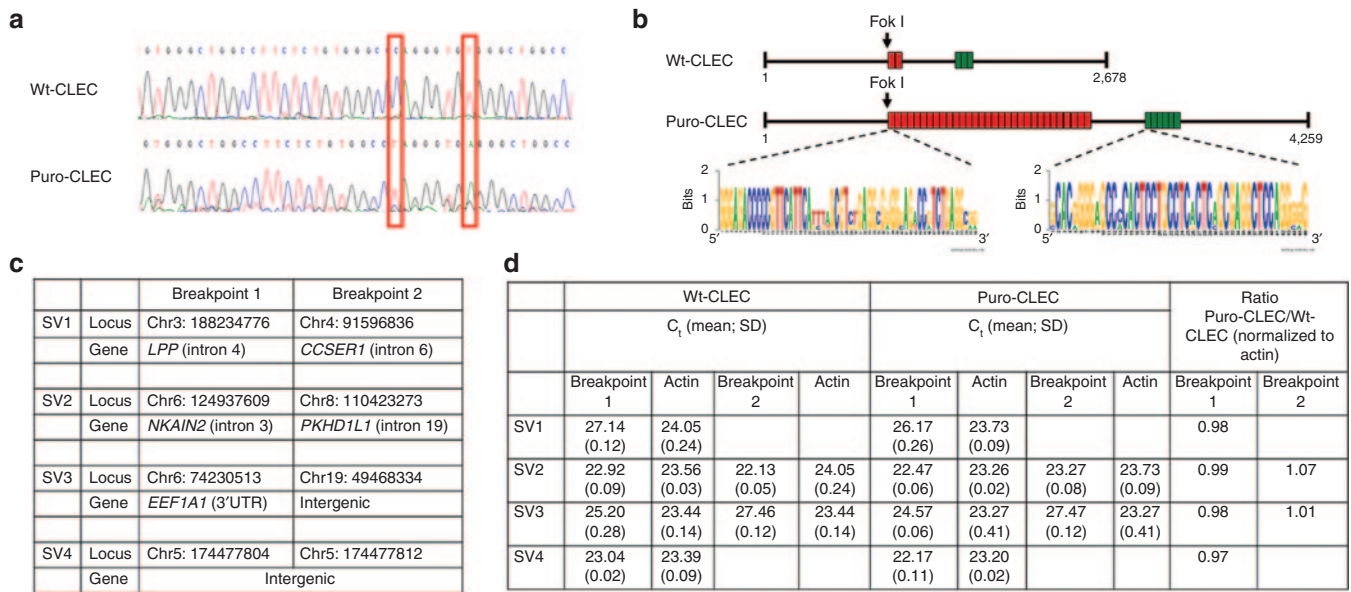 a
G T G G G C T G G C C T T C T C T G T G G G C C
Wt-CLEC
G T G G G C T G G C C T T C T C T G T G G C C T A G G G T G A G G G C T G G C C
Puro-CLEC
b
Fok I
Wt-CLEC
1
2,678
Fok I
Puro-CLEC
1
4,259
Bits
2
1
0
5′
3′
Bits
2
1
0
5′
3′
c
Breakpoint 1 Breakpoint 2
SV1 Locus Chr3: 188234776 Chr4: 91596836
Gene LPP (intron 4) CCSER1 (intron 6)
SV2 Locus Chr6: 124937609 Chr8: 110423273
Gene NKAIN2 (intron 3) PKHD1L1 (intron 19)
SV3 Locus Chr6: 74230513 Chr19: 49468334
Gene EEF1A1 (3′UTR) Intergenic
SV4 Locus Chr5: 174477804 Chr5: 174477812
Gene Intergenic
d
Wt-CLEC Puro-CLEC Ratio
Puro-CLEC/Wt-
CLEC (normalized to
actin)
Ct (mean; SD) Ct (mean; SD)
Breakpoint 1 Actin Breakpoint 2 Actin Breakpoint 1 Actin Breakpoint 2 Actin Breakpoint 1 Breakpoint 2
SV1 27.14 24.05 26.17 23.73 0.98
(0.12) (0.24) (0.26) (0.09)
SV2 22.92 23.56 22.13 24.05 22.47 23.26 23.27 23.73 0.99 1.07
(0.09) (0.03) (0.05) (0.24) (0.06) (0.02) (0.08) (0.09)
SV3 25.20 23.44 27.46 23.44 24.57 23.27 27.47 23.27 0.98 1.01
(0.28) (0.14) (0.12) (0.14) (0.06) (0.41) (0.12) (0.41)
SV4 23.04 23.39 22.17 23.20 0.97
(0.02) (0.09) (0.11) (0.02)